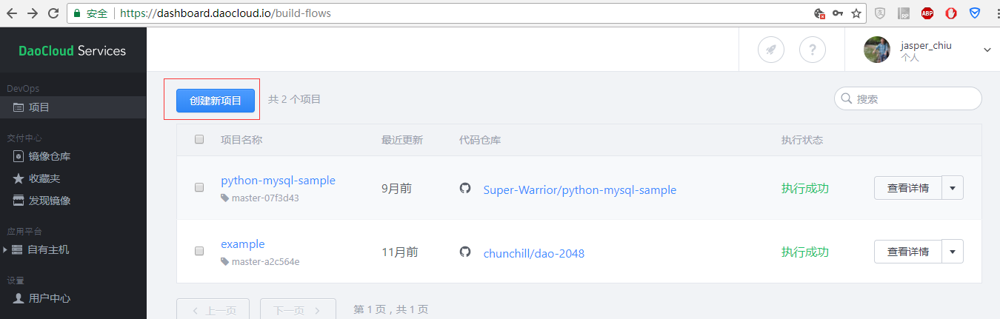 安全 https://dashboard.daocloud.io/build-flows
RP ABP
DaoCloud Services
jasper_chiu
个人
DevOps
项目
交付中心
镜像仓库
收藏夹
发现镜像
应用平台
自有主机
设置
用户中心
创建新项目 共 2 个项目 搜索
项目名称 最近更新 代码仓库 执行状态
python-mysql-sample 9月前 Super-Warrior/python-mysql-sample 执行成功 查看详情
master-07f3d43
example 11月前 chunchill/dao-2048 执行成功 查看详情
master-a2c564e
上一页 下一页 第 1 页，共 1 页